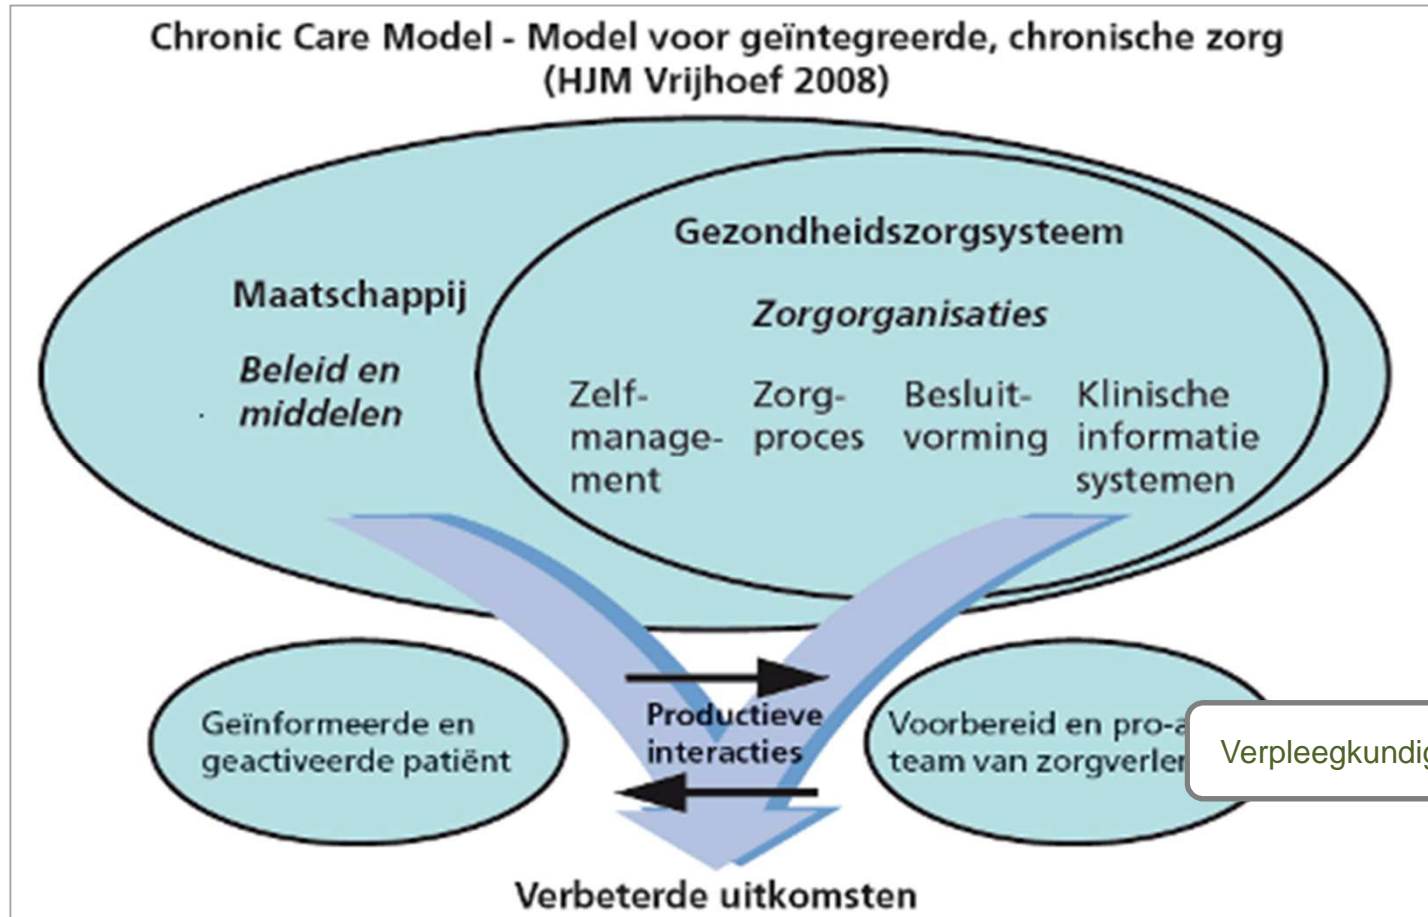 Chronic Care Model - Model voor geïntegreerde, chronische zorg
(HJM Vrijhoef 2008)
Gezondheidszorgsysteem
Maatschappij
Zorgorganisaties
Beleid en
middelen
Zelf-
manage-
ment
Zorg-
proces
Besluit-
vorming
Klinische
informatie
systemen
Geïnformeerde en
geactiveerde patiënt
Productieve
interacties
Voorbereid en pro-a
team van zorgverle
Verpleegkundig
Verbeterde uitkomsten